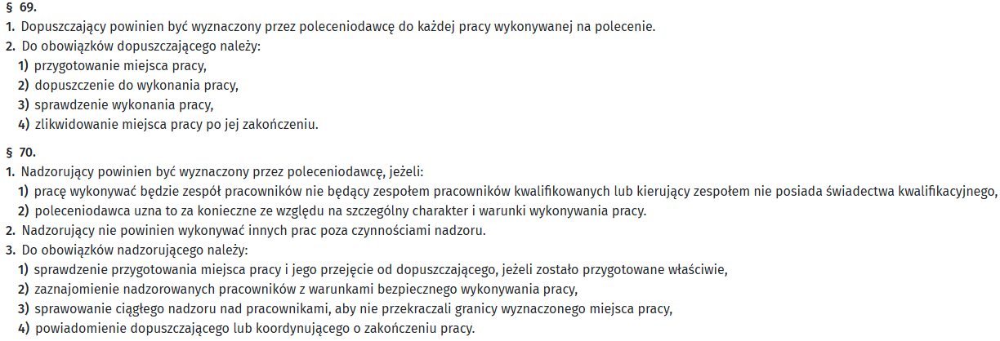 § 69.
1. Dopuszczający powinien być wyznaczony przez poleceniodawcę do każdej pracy wykonywanej na polecenie.
2. Do obowiązków dopuszczającego należy:
1) przygotowanie miejsca pracy,
2) dopuszczenie do wykonania pracy,
3) sprawdzenie wykonania pracy,
4) zlikwidowanie miejsca pracy po jej zakończeniu.
§ 70.
1. Nadzorujący powinien być wyznaczony przez poleceniodawcę, jeżeli:
1) pracę wykonywać będzie zespół pracowników nie będący zespołem pracowników kwalifikowanych lub kierujący zespołem nie posiada świadectwa kwalifikacyjnego,
2) poleceniodawca uzna to za konieczne ze względu na szczególny charakter i warunki wykonywania pracy.
2. Nadzorujący nie powinien wykonywać innych prac poza czynnościami nadzoru.
3. Do obowiązków nadzorującego należy:
1) sprawdzenie przygotowania miejsca pracy i jego przejęcie od dopuszczającego, jeżeli zostało przygotowane właściwie,
2) zaznajomienie nadzorowanych pracowników z warunkami bezpiecznego wykonywania pracy,
3) sprawowanie ciągłego nadzoru nad pracownikami, aby nie przekraczali granicy wyznaczonego miejsca pracy,
4) powiadomienie dopuszczającego lub koordynującego o zakończeniu pracy.